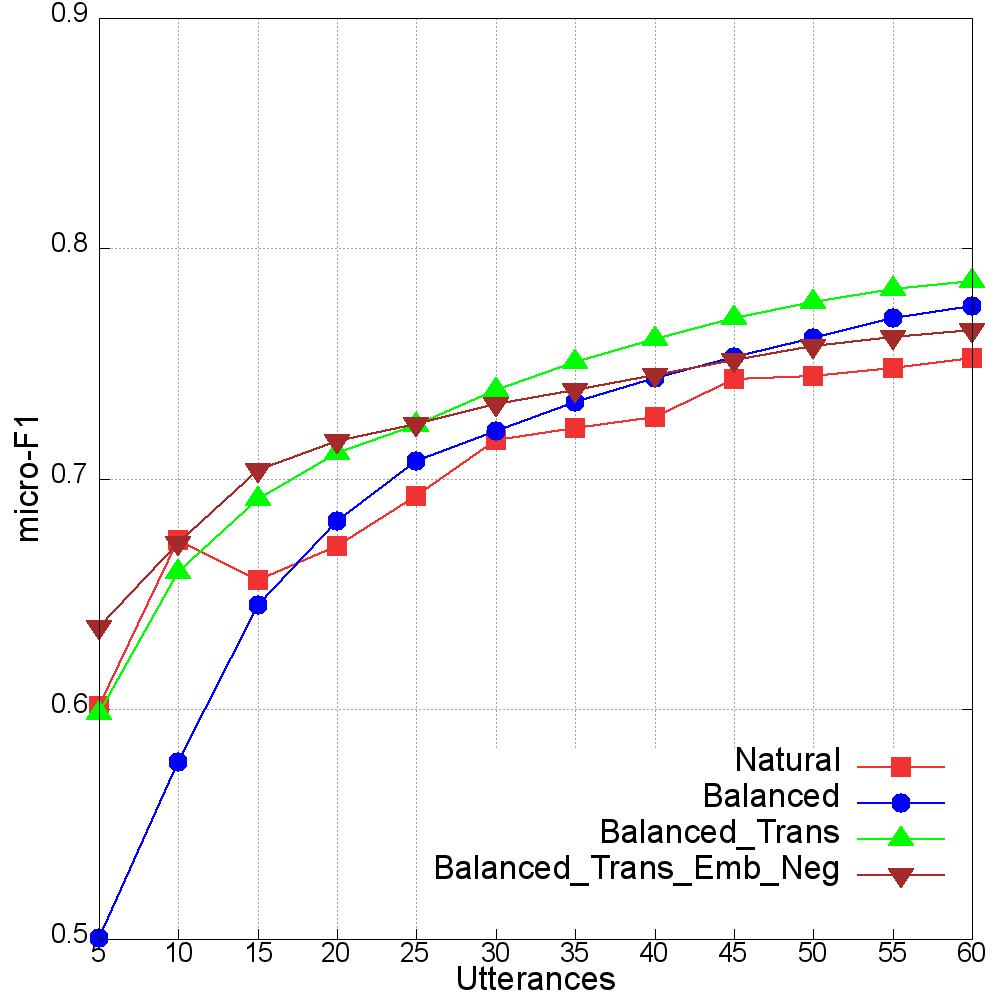 0.9
0.8
0.7
0.6
0.5
micro-F1
5 10 15 20 25 30 35 40 45 50 55 60
Utterances
Natural
Balanced
Balanced_Trans
Balanced_Trans_Emb_Neg